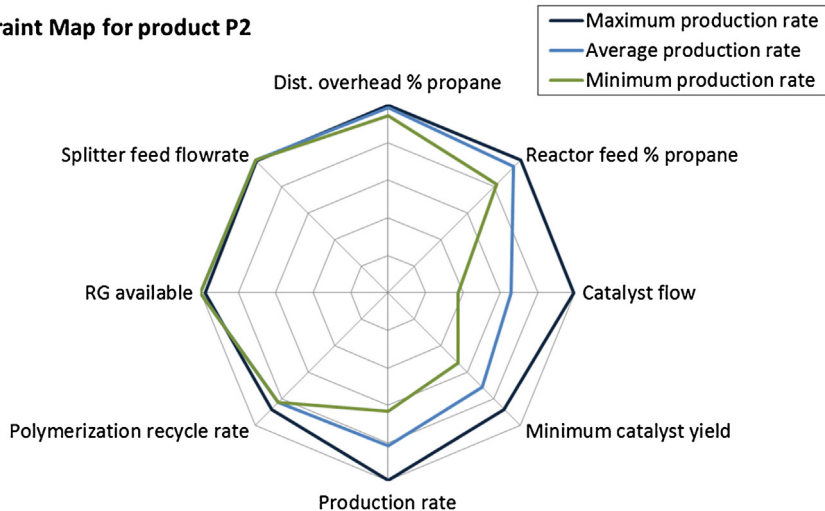 Map for product P2
Maximum production rate
Average production rate
Minimum production rate
Dist. overhead % propane
Splitter feed flowrate
Reactor feed % propane
RG available
Catalyst flow
Polymerization recycle rate
Minimum catalyst yield
Production rate